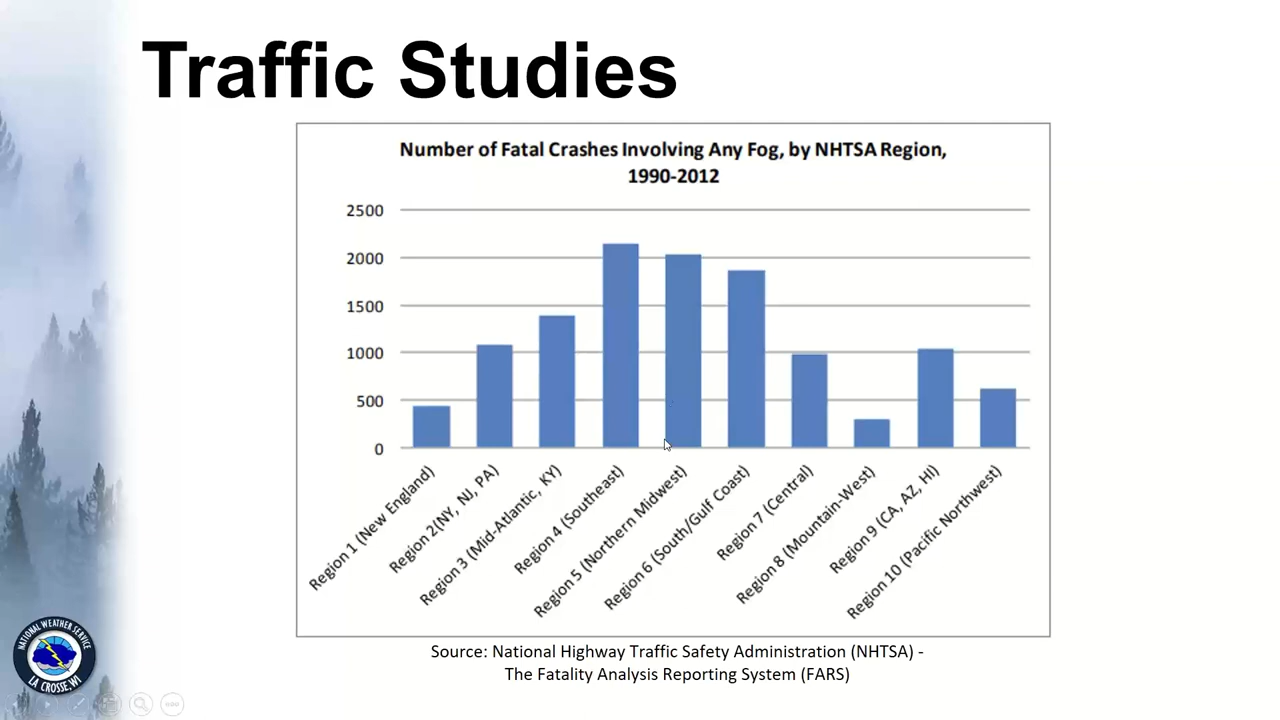 Traffic Studies
Number of Fatal Crashes Involving Any Fog, by NHTSA Region,
1990-2012
2500
2000
1500
1000
500
0
Region 1 (New England)
Region 2(NY, NJ, PA)
Region 3 (Mid-Atlantic, KY)
Region 4 (Southeast)
Region 5 (Northern Midwest)
Region 6 (South/Gulf Coast)
Region 7 (Central)
Region 8 (Mountain-West)
Region 9 (CA, AZ, HI)
Region 10 (Pacific Northwest)
Source: National Highway Traffic Safety Administration (NHTSA) -
The Fatality Analysis Reporting System (FARS)
NATIONAL WEATHER SERVICE
LA CROSSE, WI